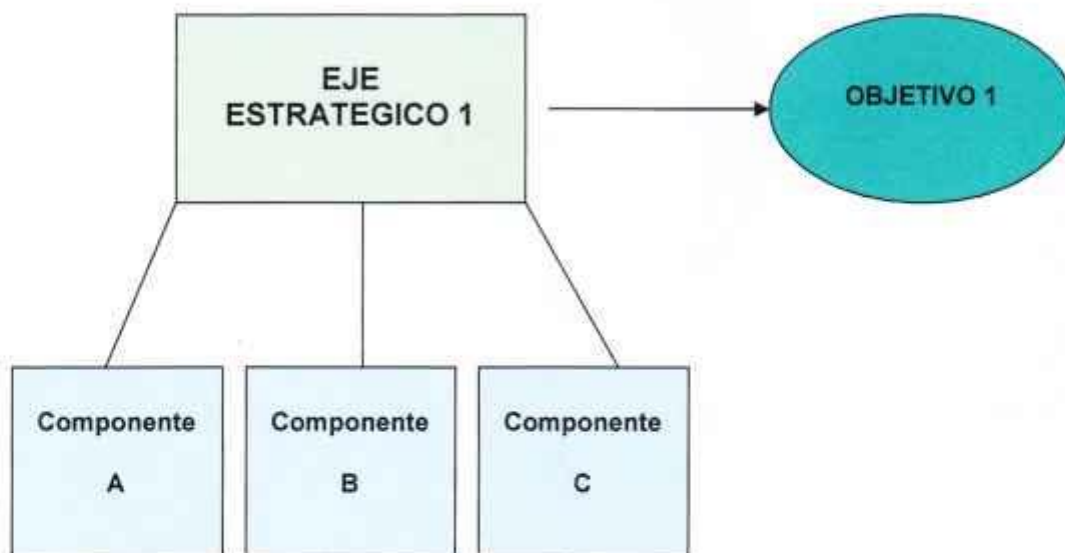 EJE
ESTRATEGICO 1
OBJETIVO 1
Componente
A
Componente
B
Componente
C